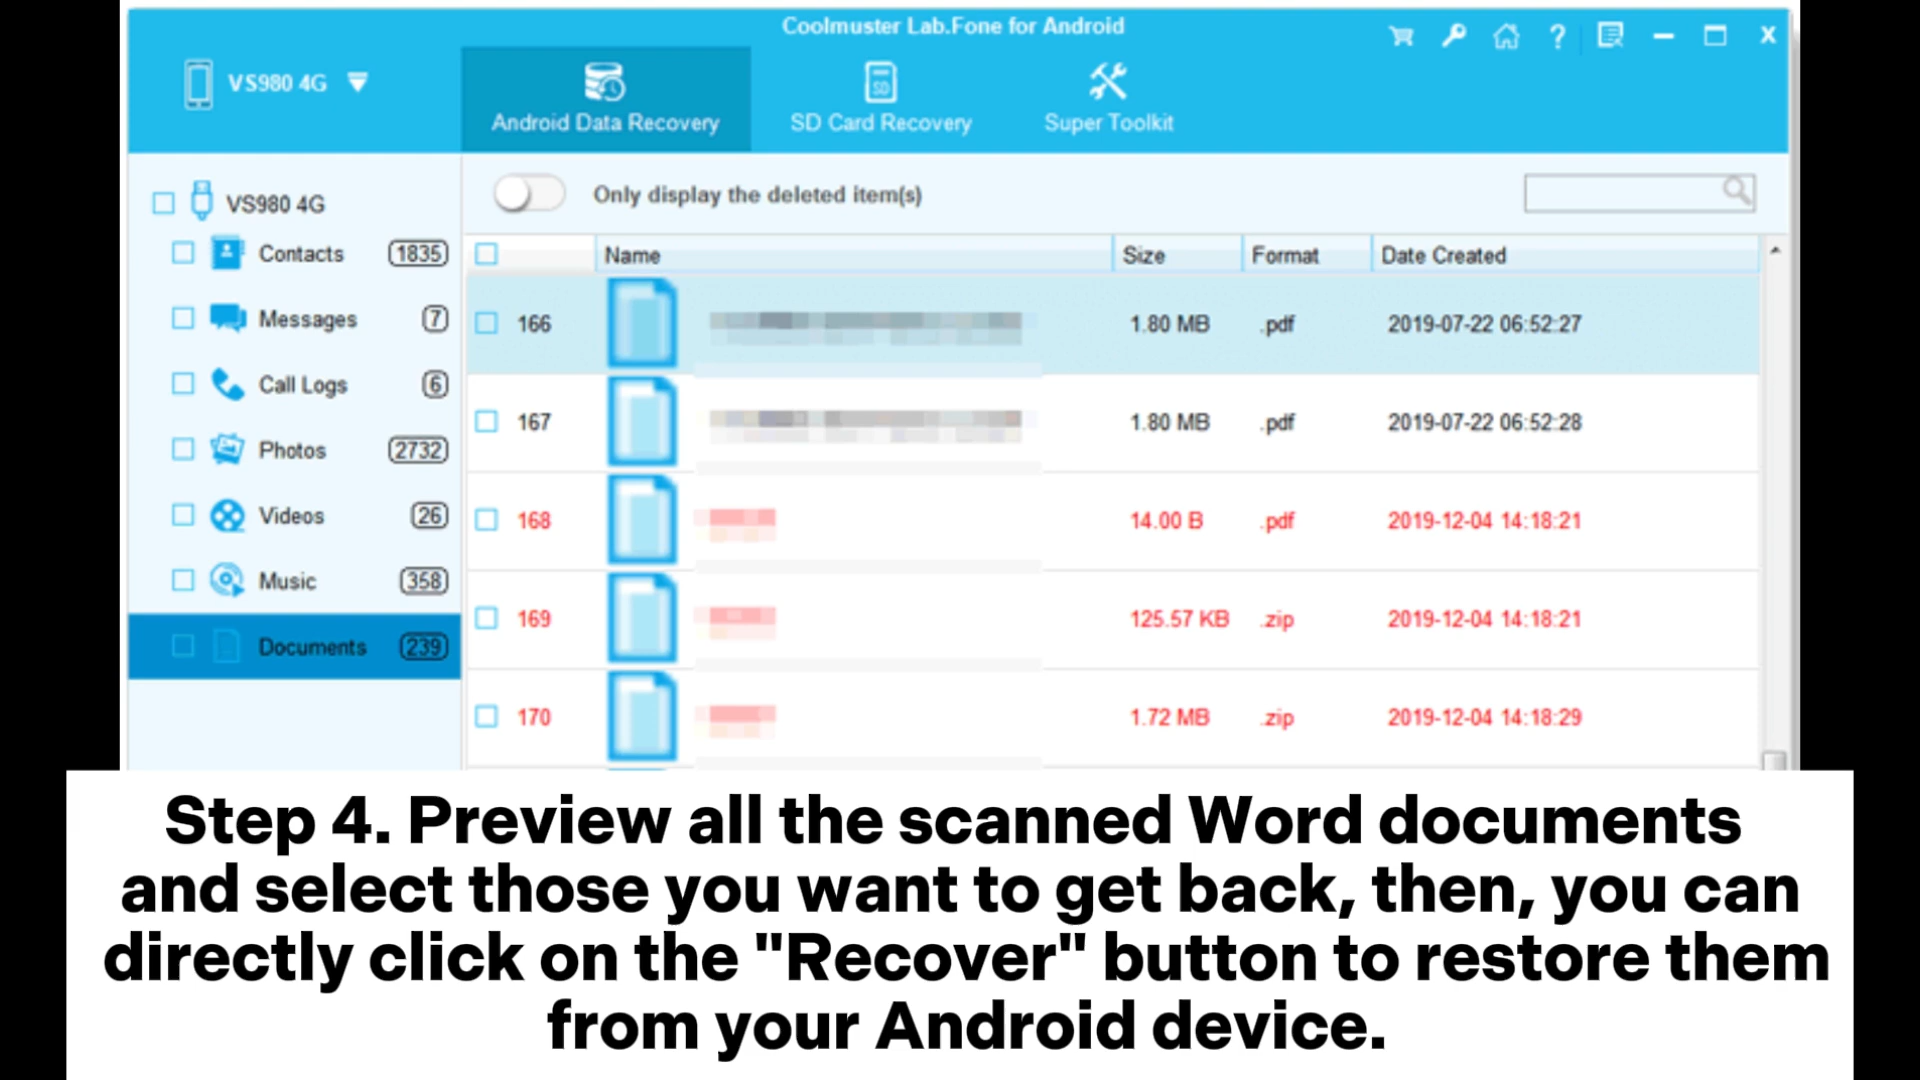 Coolmuster Lab.Fone for Android
VS980 4G
Android Data Recovery
SD
SD Card Recovery
Super Toolkit
?
X
VS980 4G
Contacts 1835
Messages 7
Call Logs 6
Photos 2732
Videos 26
Music 358
Documents 239
Only display the deleted item(s)
Name Size Format Date Created
166 1.80 MB .pdf 2019-07-22 06:52:27
167 1.80 MB .pdf 2019-07-22 06:52:28
168 14.00 B .pdf 2019-12-04 14:18:21
169 125.57 KB .zip 2019-12-04 14:18:21
170 1.72 MB .zip 2019-12-04 14:18:29
Step 4. Preview all the scanned Word documents
and select those you want to get back, then, you can
directly click on the "Recover" button to restore them
from your Android device.